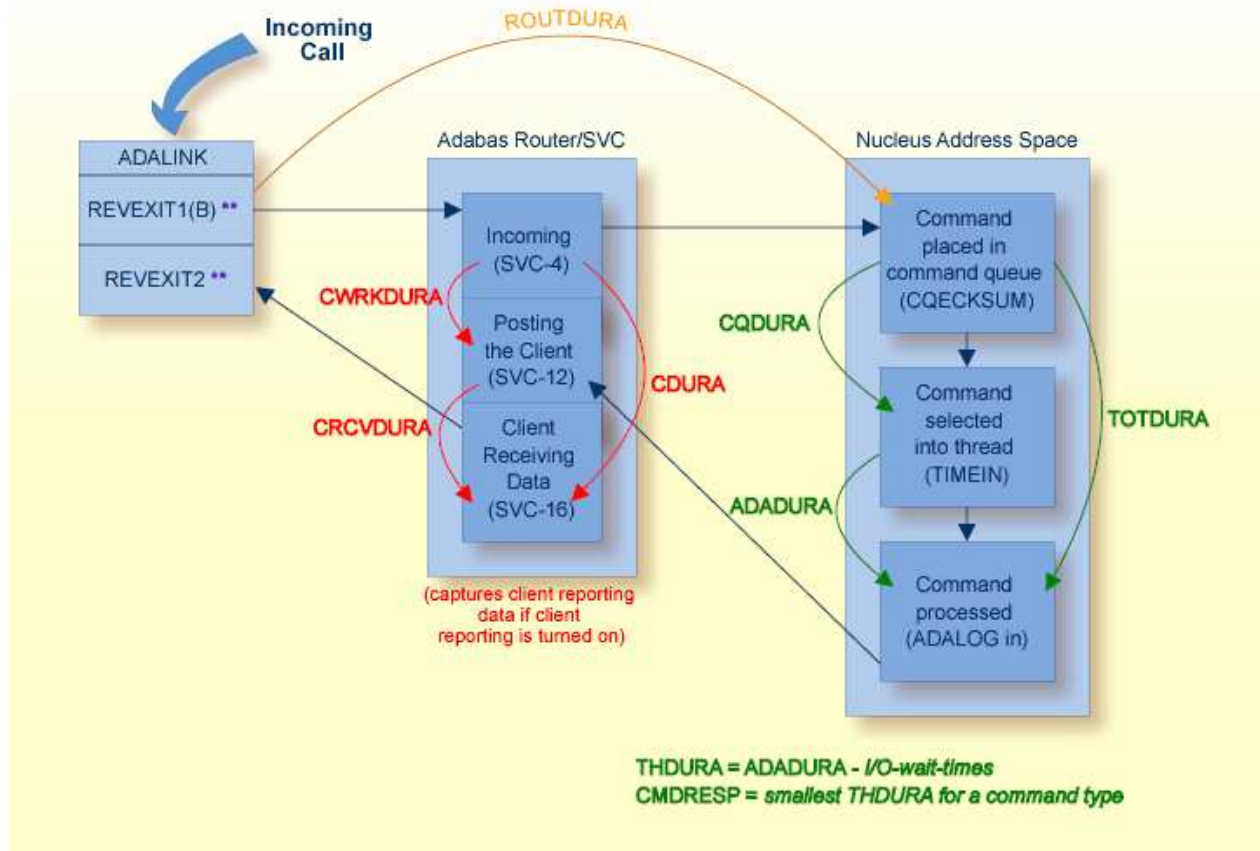 ROUTDURA
Incoming
Call
ADALINK
REVEXIT1(B) **
REVEXIT2 **
Adabas Router/SVC
Incoming
(SVC-4)
CWRKDURA
Posting
the Client
(SVC-12)
CDURA
CRCVDURA
Client
Receiving
Data
(SVC-16)
(captures client reporting
data if client
reporting is turned on)
Nucleus Address Space
Command
placed in
command queue
(CQECKSUM)
CQDURA
Command
selected
into thread
(TIMEIN)
TOTDURA
ADADURA
Command
processed
(ADALOG in)
THDURA = ADADURA - I/O-wait-times
CMDRESP = smallest THDURA for a command type